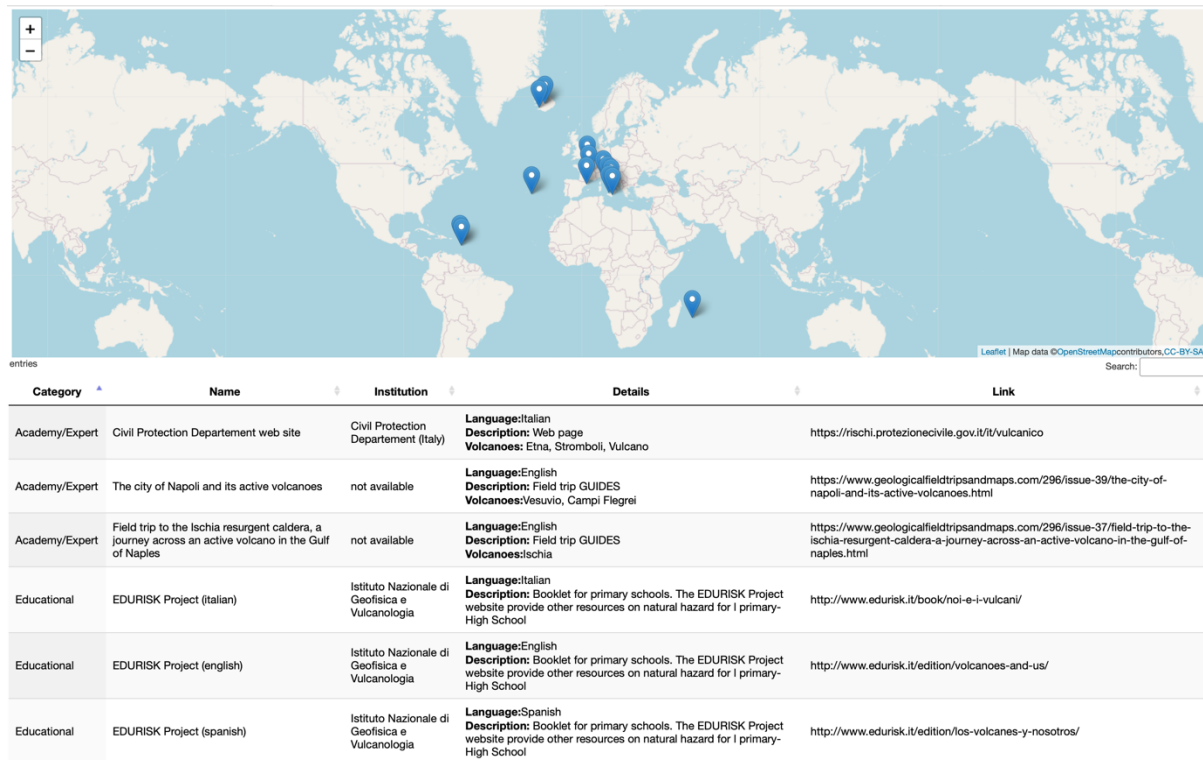 +
−
Leaflet | Map data ©OpenStreetMapcontributors,CC-BY-SA
entries
Search:
Category Name Institution Details Link
Academy/Expert Civil Protection Departement web site Civil Protection
Departement (Italy) Language:Italian
Description: Web page
Volcanoes: Etna, Stromboli, Vulcano https://rischi.protezionecivile.gov.it/it/vulcanico
Academy/Expert The city of Napoli and its active volcanoes not available Language:English
Description: Field trip GUIDES
Volcanoes:Vesuvio, Campi Flegrei https://www.geologicalfieldtripsandmaps.com/296/issue-39/the-city-of-
napoli-and-its-active-volcanoes.html
Academy/Expert Field trip to the Ischia resurgent caldera, a
journey across an active volcano in the Gulf
of Naples not available Language:English
Description: Field trip GUIDES
Volcanoes:Ischia https://www.geologicalfieldtripsandmaps.com/296/issue-37/field-trip-to-the-
ischia-resurgent-caldera-a-journey-across-an-active-volcano-in-the-gulf-of-
naples.html
Educational EDURISK Project (italian) Istituto Nazionale di
Geofisica e
Vulcanologia Language:Italian
Description: Booklet for primary schools. The EDURISK Project
website provide other resources on natural hazard for I primary-
High School http://www.edurisk.it/book/noi-e-i-vulcani/
Educational EDURISK Project (english) Istituto Nazionale di
Geofisica e
Vulcanologia Language:English
Description: Booklet for primary schools. The EDURISK Project
website provide other resources on natural hazard for I primary-
High School http://www.edurisk.it/edition/volcanoes-and-us/
Educational EDURISK Project (spanish) Istituto Nazionale di
Geofisica e
Vulcanologia Language:Spanish
Description: Booklet for primary schools. The EDURISK Project
website provide other resources on natural hazard for I primary-
High School http://www.edurisk.it/edition/los-volcanes-y-nosotros/